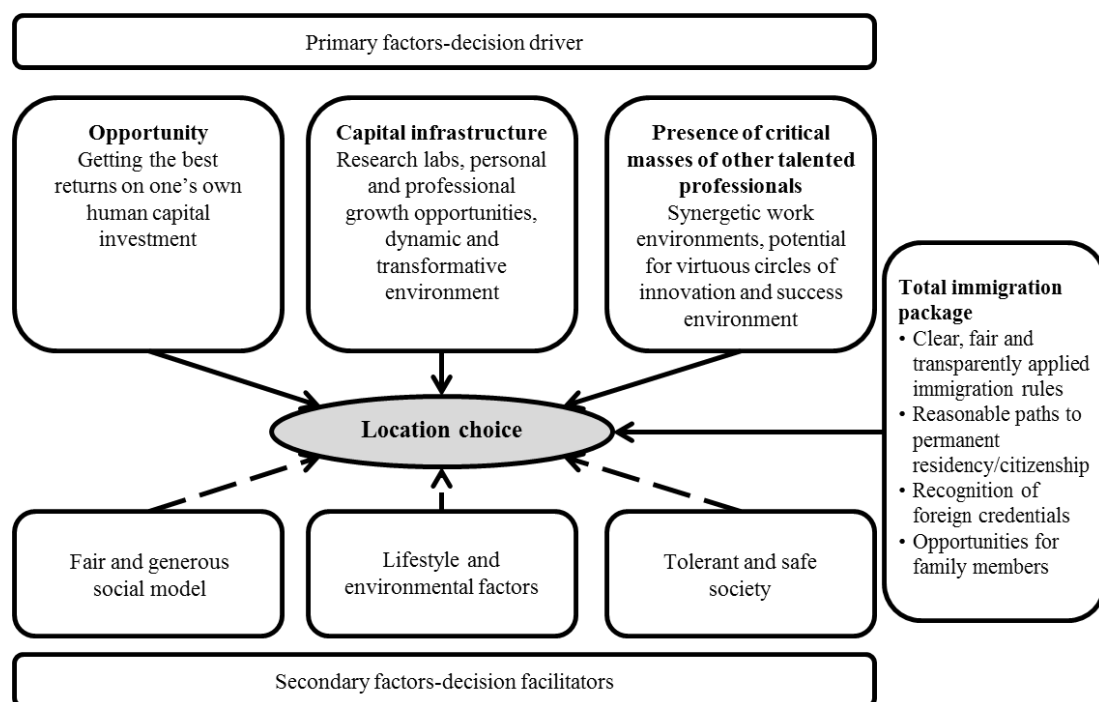 Primary factors-decision driver
Opportunity
Getting the best
returns on one’s own
human capital
investment
Capital infrastructure
Research labs, personal
and professional
growth opportunities,
dynamic and
transformative
environment
Presence of critical
masses of other talented
professionals
Synergetic work
environments, potential
for virtuous circles of
innovation and success
environment
Total immigration
package
• Clear, fair and
transparently applied
immigration rules
• Reasonable paths to
permanent
residency/citizenship
• Recognition of
foreign credentials
• Opportunities for
family members
Location choice
Fair and generous
social model
Lifestyle and
environmental factors
Tolerant and safe
society
Secondary factors-decision facilitators